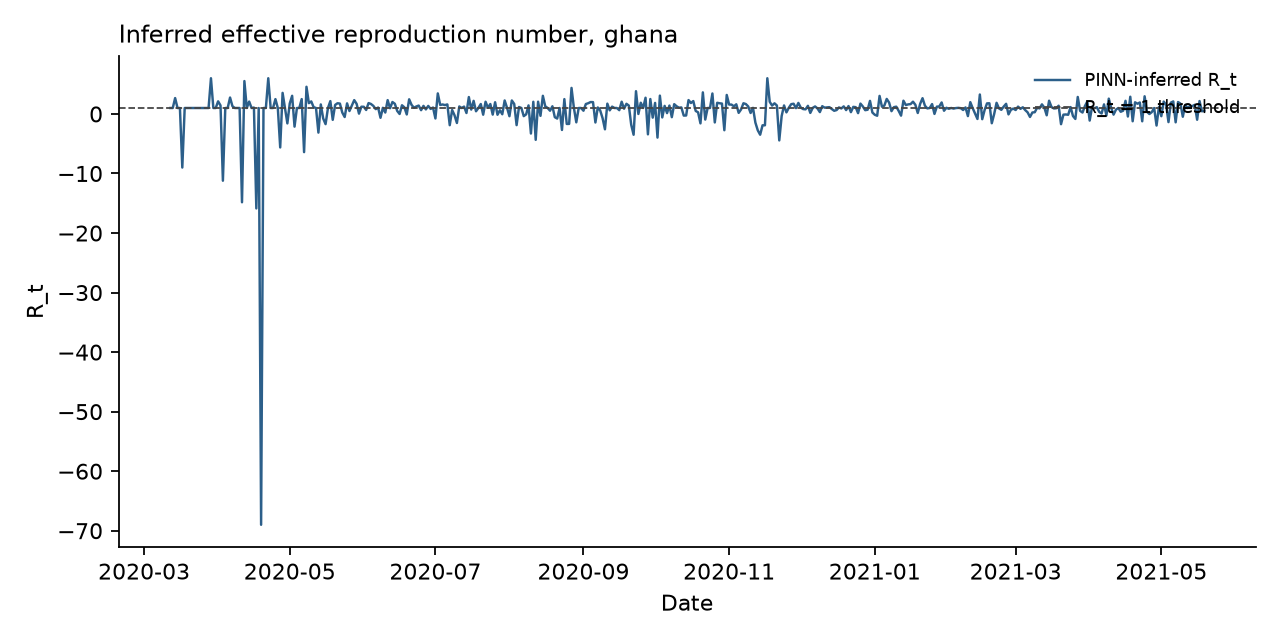 Inferred effective reproduction number, ghana
PINN-inferred R_t
R_t = 1 threshold
R_t
0
−10
−20
−30
−40
−50
−60
−70
2020-03 2020-05 2020-07 2020-09 2020-11 2021-01 2021-03 2021-05
Date